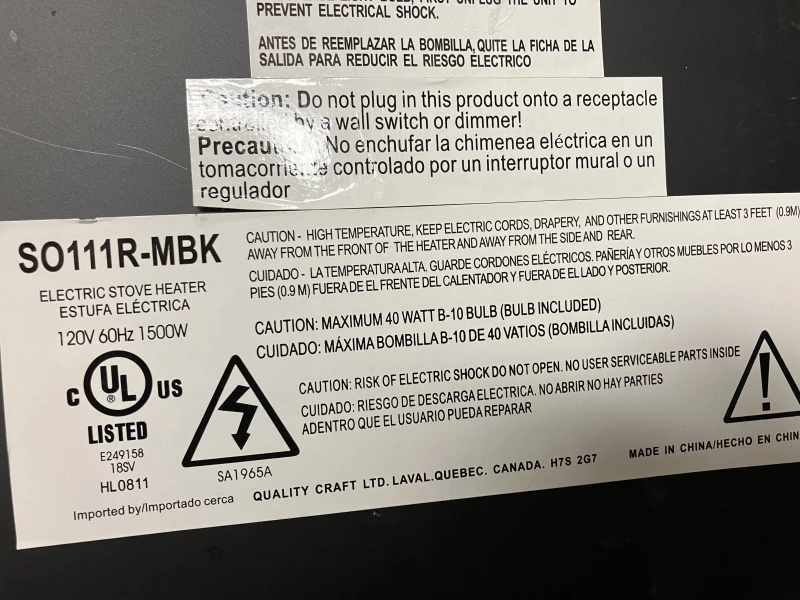 PREVENT ELECTRICAL SHOCK.
ANTES DE REEMPLAZAR LA BOMBILLA, QUITE LA FICHA DE LA
SALIDA PARA REDUCIR EL RIESGO ELÉCTRICO
Caution: Do not plug in this product onto a receptacle
controlled by a wall switch or dimmer!
No enchufar la chimenea eléctrica en un
tomacorriente controlado por un interruptor mural o un
regulador
SO111R-MBK
ELECTRIC STOVE HEATER
ESTUFA ELÉCTRICA
120V 60Hz 1500W
C UL US
®
LISTED
E249158
18SV
HL0811
Imported by/Importado cerca
CAUTION - HIGH TEMPERATURE, KEEP ELECTRIC CORDS, DRAPERY, AND OTHER FURNISHINGS AT LEAST 3 FEET (0.9M)
AWAY FROM THE FRONT OF THE HEATER AND AWAY FROM THE SIDE AND REAR.
CUIDADO - LA TEMPERATURA ALTA. GUARDE CORDONES ELÉCTRICOS. PAÑERÍA Y OTROS MUEBLES POR LO MENOS 3
PIES (0.9 M) FUERA DE EL FRENTE DEL CALENTADOR Y FUERA DE EL LADO Y POSTERIOR.
CAUTION: MAXIMUM 40 WATT B-10 BULB (BULB INCLUDED)
CUIDADO: MÁXIMA BOMBILLA B-10 DE 40 VATIOS (BOMBILLA INCLUIDAS)
CAUTION: RISK OF ELECTRIC SHOCK DO NOT OPEN. NO USER SERVICEABLE PARTS INSIDE
CUIDADO: RIESGO DE DESCARGA ELECTRICA. NO ABRIR NO HAY PARTIES
ADENTRO QUE EL USUARIO PUEDA REPARAR
SA1965A
QUALITY CRAFT LTD. LAVAL. QUEBEC. CANADA. H7S 2G7
MADE IN CHINA/HECHO EN CHIN